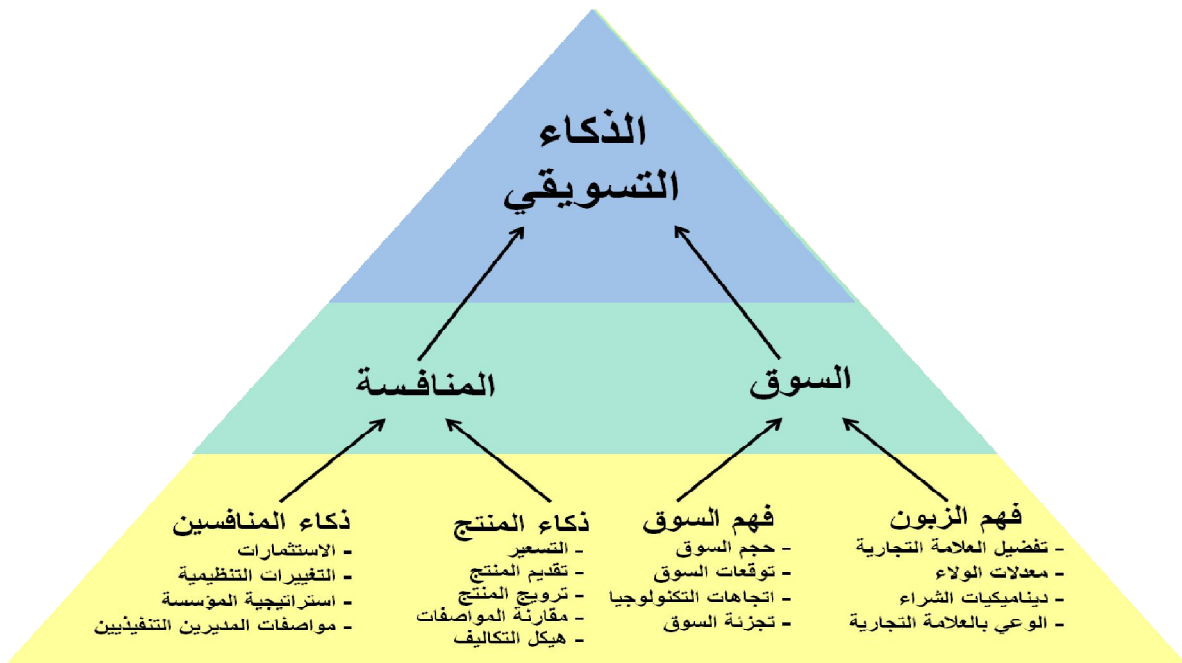 الذكاء
التسويقي
السوق
المنافسة
فهم الزبون
- تفضيل العلامة التجارية
- معدلات الولاء
- ديناميكيات الشراء
- الوعي بالعلامة التجارية
فهم السوق
- حجم السوق
- توقعات السوق
- اتجاهات التكنولوجيا
- تجزئة السوق
ذكاء المنتج
- التسعير
- تقديم المنتج
- ترويج المنتج
- مقارنة المواصفات
- هيكل التكاليف
ذكاء المنافسين
- الاستثمارات
- التغييرات التنظيمية
- استراتيجية المؤسسة
- مواصفات المديرين التنفيذيين